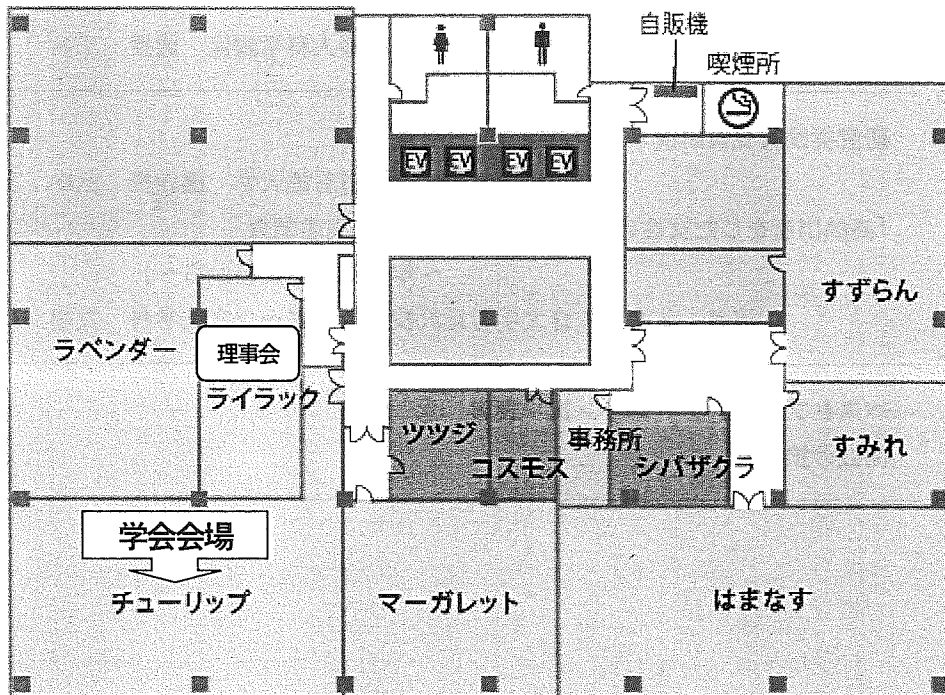 自販機
喫煙所
EV EV EV EV
すずらん
ラベンダー
理事会
ライラック
ツツジ
コスモス
事務所
シバザクラ
すみれ
学会会場
チューリップ
マーガレット
はまなす